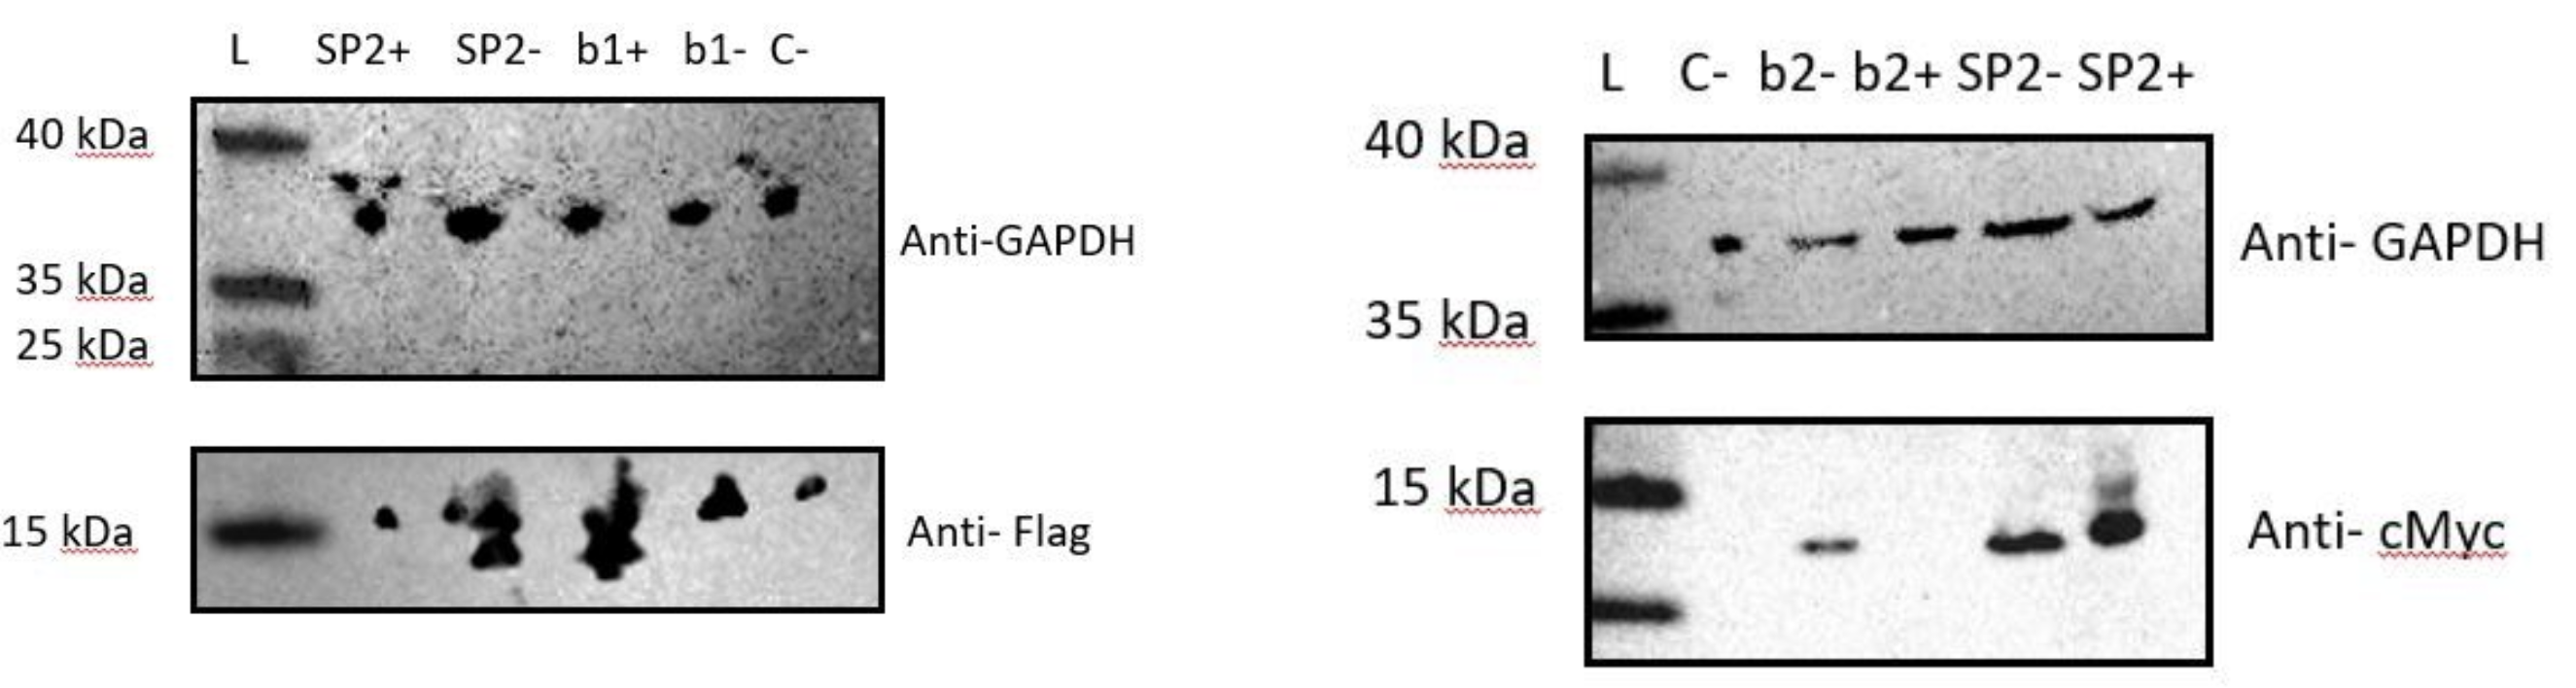 L SP2+ SP2- b1+ b1- C-
40 kDa
35 kDa
25 kDa
Anti-GAPDH
15 kDa
Anti- Flag
L C- b2- b2+ SP2- SP2+
40 kDa
35 kDa
Anti- GAPDH
15 kDa
Anti- cMyc